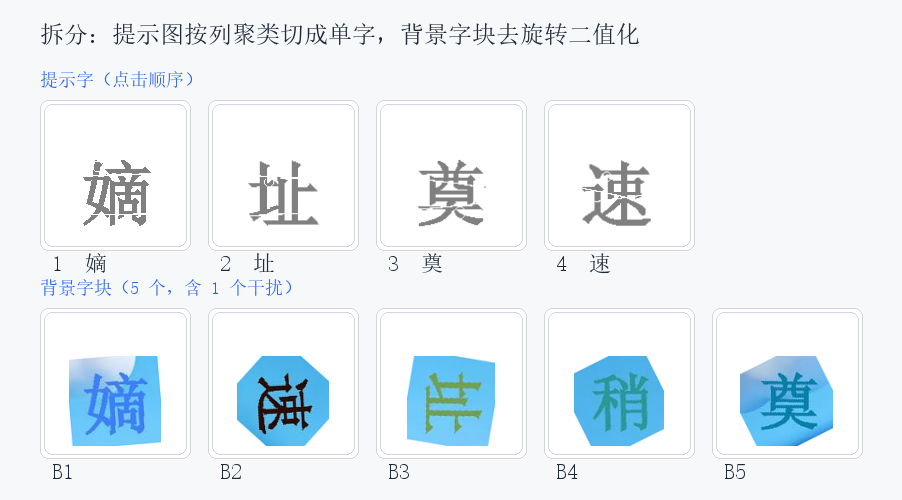 拆分：提示图按列聚类切成单字，背景字块去旋转二值化
提示字（点击顺序）
嫡 址 奠 速
1 嫡 2 址 3 奠 4 速
背景字块（5 个，含 1 个干扰）
嫡 速 址 稍 奠
B1 B2 B3 B4 B5